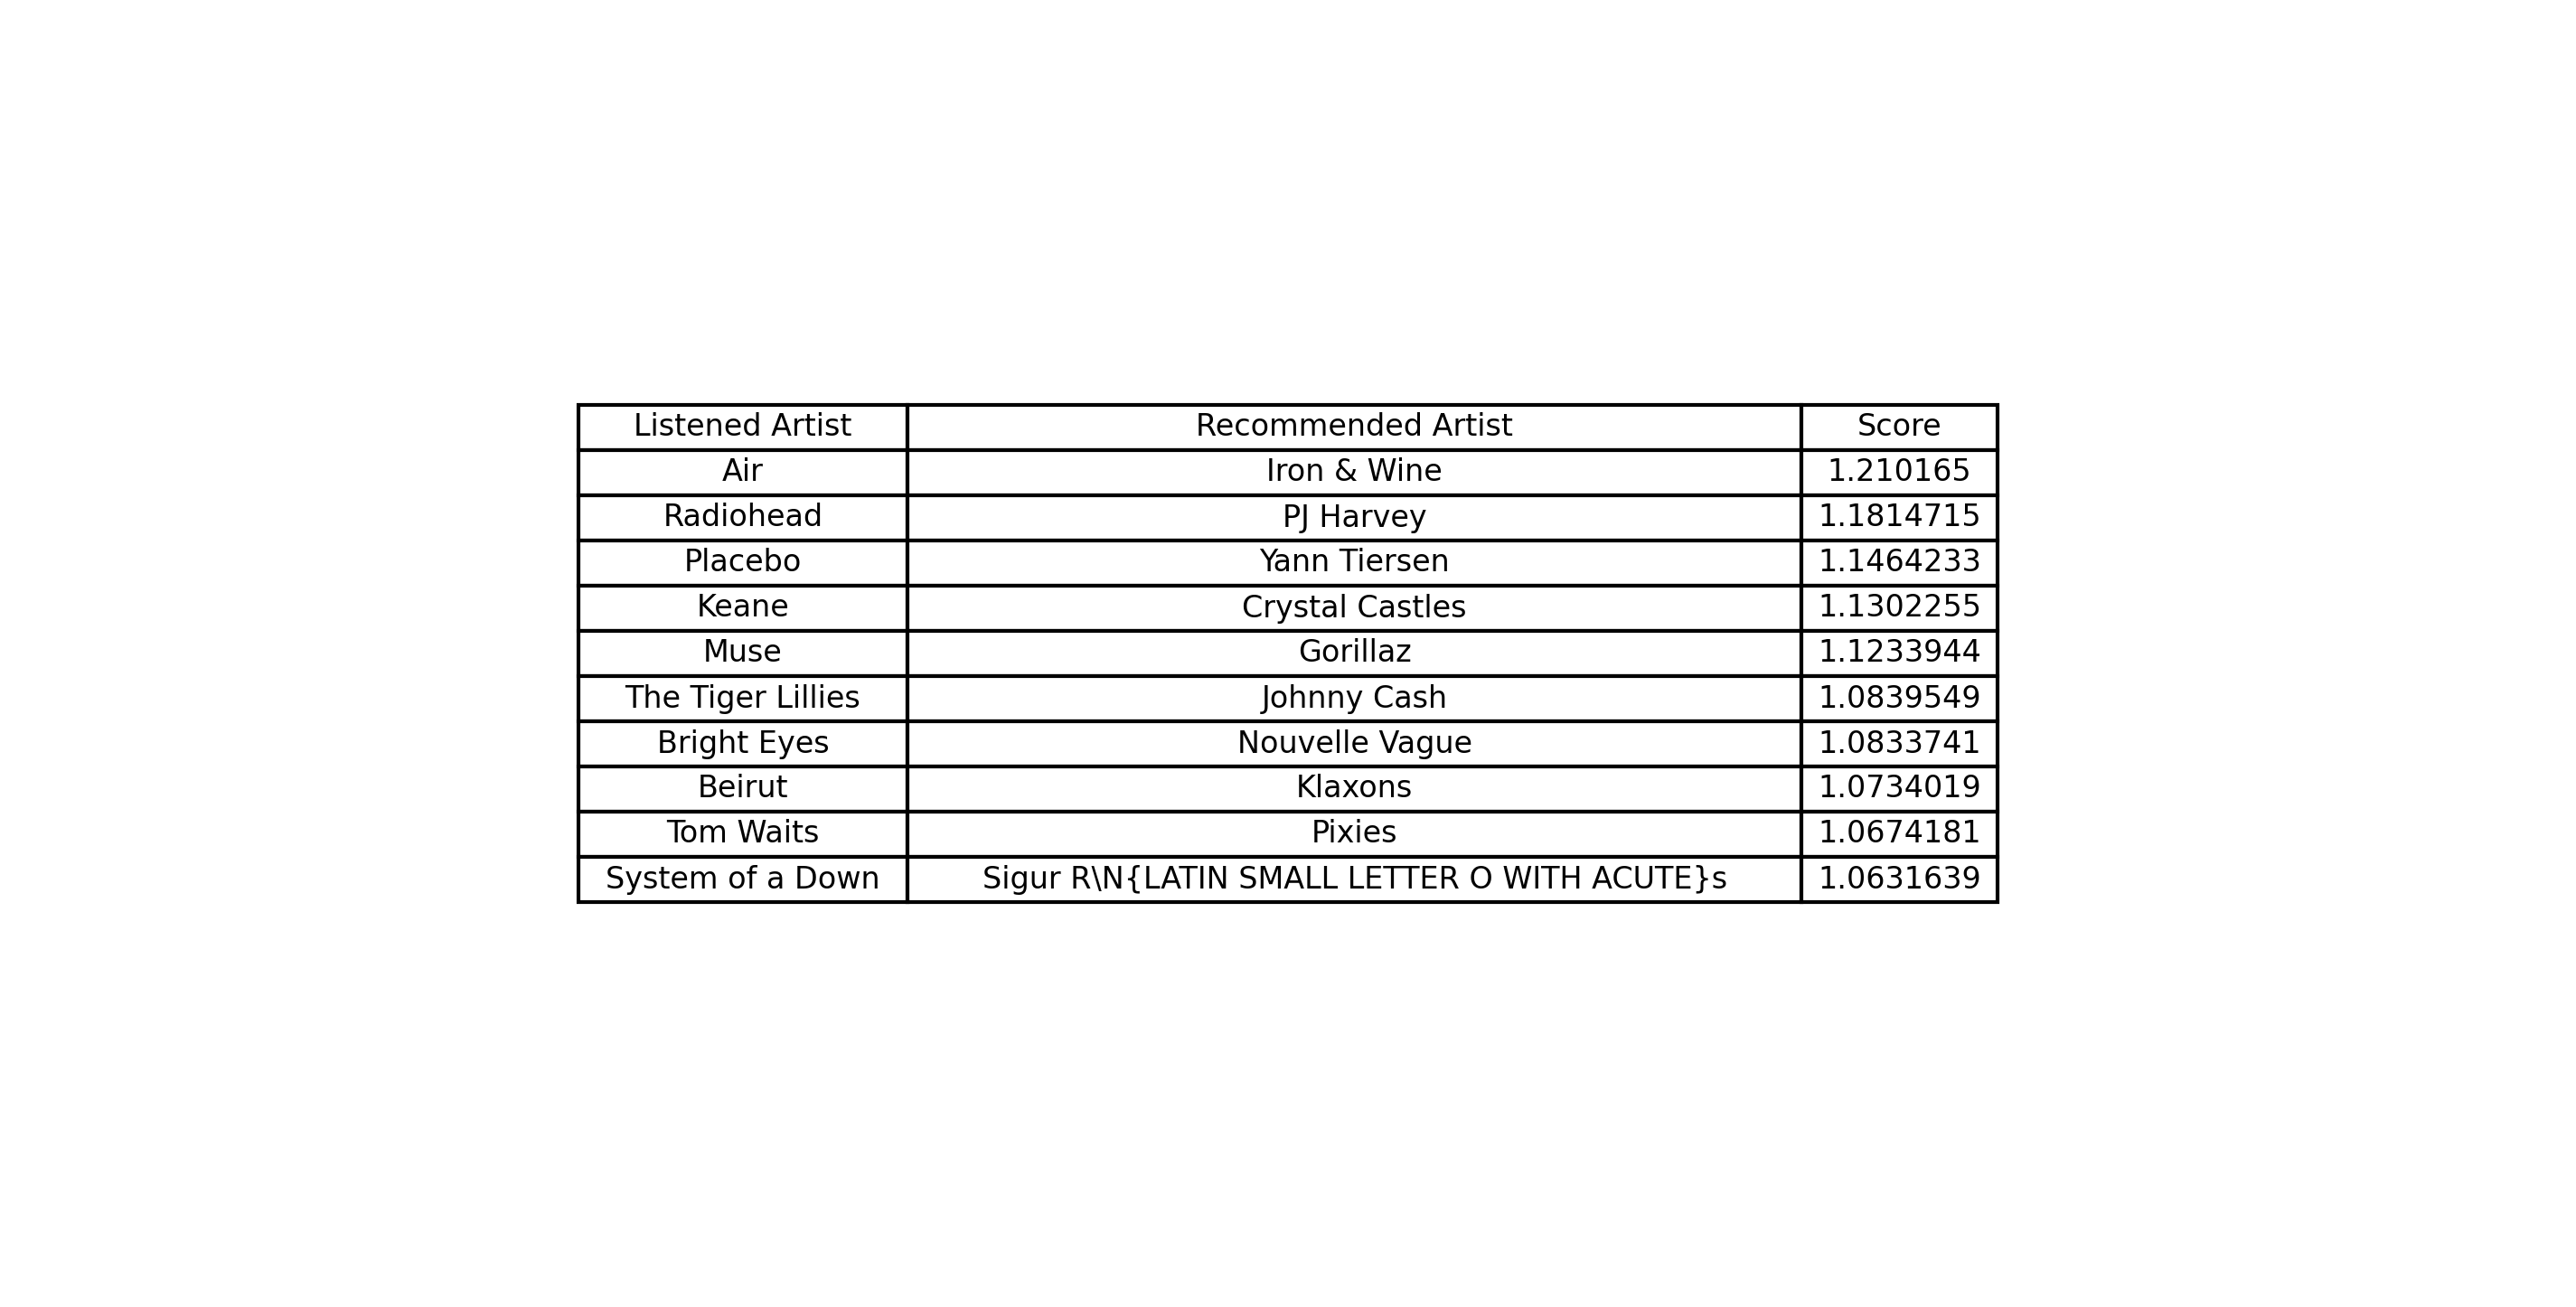 Listened Artist Recommended Artist Score
Air Iron & Wine 1.210165
Radiohead PJ Harvey 1.1814715
Placebo Yann Tiersen 1.1464233
Keane Crystal Castles 1.1302255
Muse Gorillaz 1.1233944
The Tiger Lillies Johnny Cash 1.0839549
Bright Eyes Nouvelle Vague 1.0833741
Beirut Klaxons 1.0734019
Tom Waits Pixies 1.0674181
System of a Down Sigur R\N{LATIN SMALL LETTER O WITH ACUTE}s 1.0631639